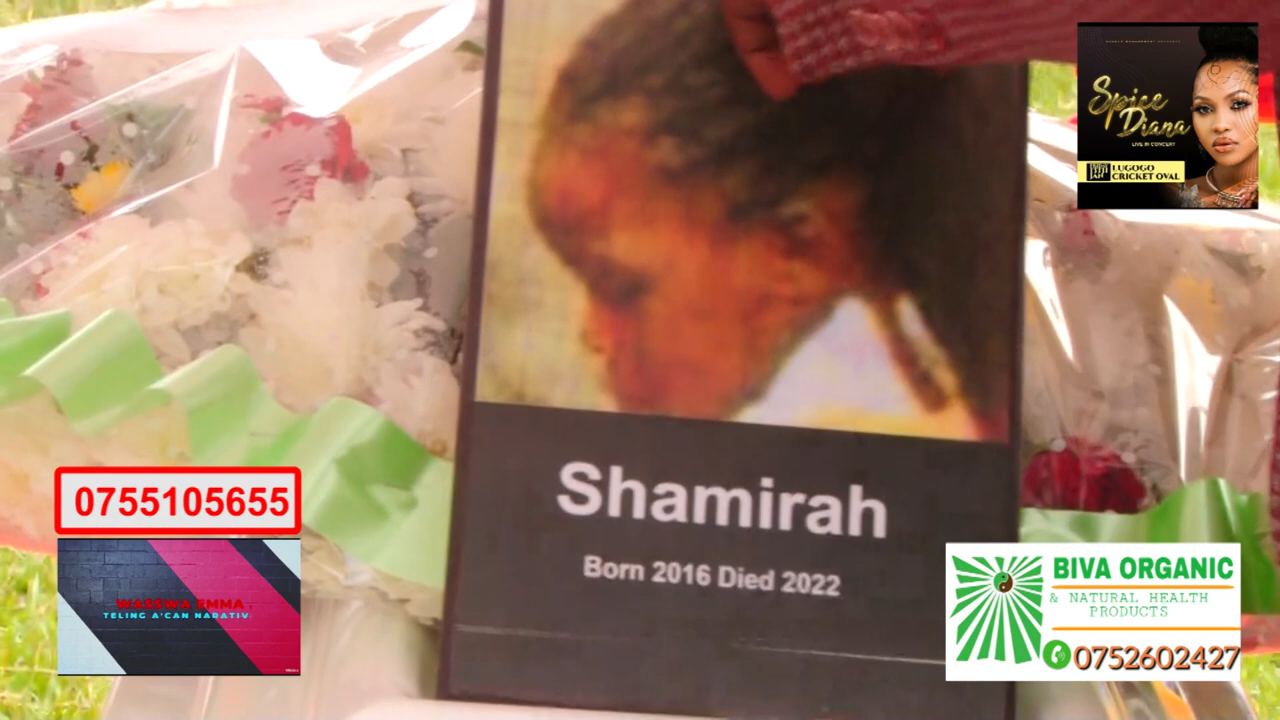 Spice
Diana
LIVE IN CONCERT
LUGOGO
CRICKET OVAL
Shamirah
Born 2016 Died 2022
0755105655
WASSWA EMMA
TELING A'CAN NARATIV
BIVA ORGANIC
& NATURAL HEALTH
PRODUCTS
0752602427